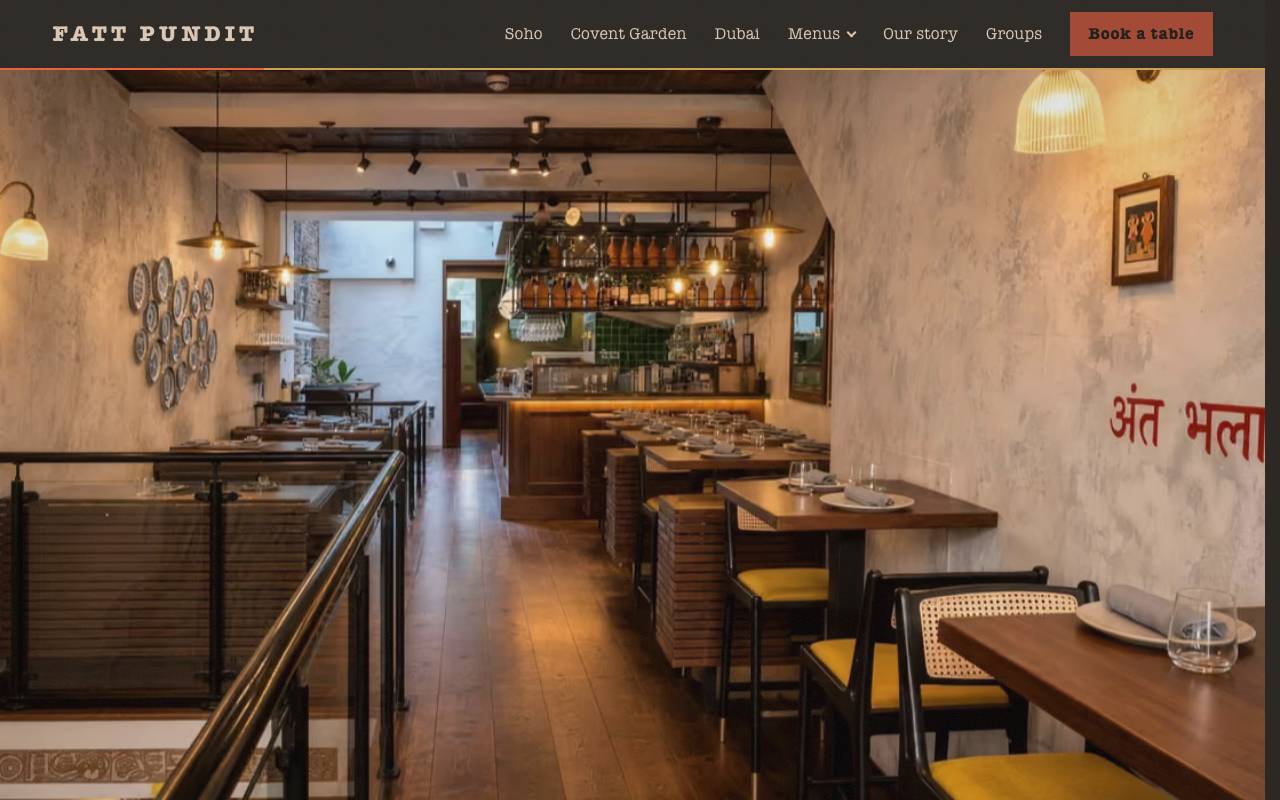 FATT PUNDIT
Soho
Covent Garden
Dubai
Menus
Our story
Groups
Book a table
अंत भला